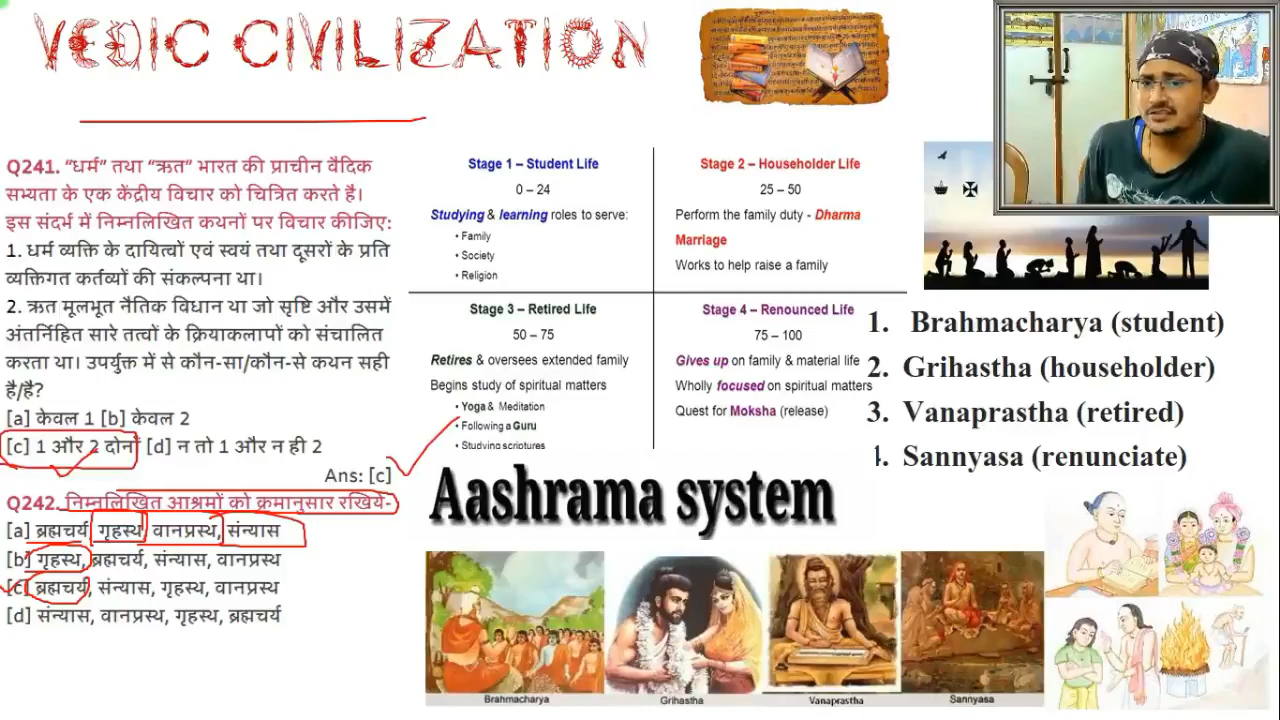 VEDIC CIVILIZATION
Q241. “धर्म” तथा “ऋत” भारत की प्राचीन वैदिक
सभ्यता के एक केंद्रीय विचार को चित्रित करते है।
इस संदर्भ में निम्नलिखित कथनों पर विचार कीजिए:
1. धर्म व्यक्ति के दायित्वों एवं स्वयं तथा दूसरों के प्रति
व्यक्तिगत कर्तव्यों की संकल्पना था।
2. ऋत मूलभूत नैतिक विधान था जो सृष्टि और उसमें
अंतर्निहित सारे तत्वों के क्रियाकलापों को संचालित
करता था। उपर्युक्त में से कौन-सा/कौन-से कथन सही
है/है?
[a] केवल 1 [b] केवल 2
[c] 1 और 2 दोनों [d] न तो 1 और न ही 2
Ans: [c]
Q242. निम्नलिखित आश्रमों को क्रमानुसार रखिये-
[a] ब्रह्मचर्य गृहस्थ वानप्रस्थ, संन्यास
[b] गृहस्थ, ब्रह्मचर्य, संन्यास, वानप्रस्थ
[c] ब्रह्मचर्य, संन्यास, गृहस्थ, वानप्रस्थ
[d] संन्यास, वानप्रस्थ, गृहस्थ, ब्रह्मचर्य
Stage 1 – Student Life
0 – 24
Studying & learning roles to serve:
• Family
• Society
• Religion
Stage 2 – Householder Life
25 – 50
Perform the family duty - Dharma
Marriage
Works to help raise a family
Stage 3 – Retired Life
50 – 75
Retires & oversees extended family
Begins study of spiritual matters
• Yoga & Meditation
• Following a Guru
• Studying scriptures
Stage 4 – Renounced Life
75 – 100
Gives up on family & material life
Wholly focused on spiritual matters
Quest for Moksha (release)
1. Brahmacharya (student)
2. Grihastha (householder)
3. Vanaprastha (retired)
4. Sannyasa (renunciate)
Aashrama system
Brahmacharya
Grihastha
Vanaprastha
Sannyasa